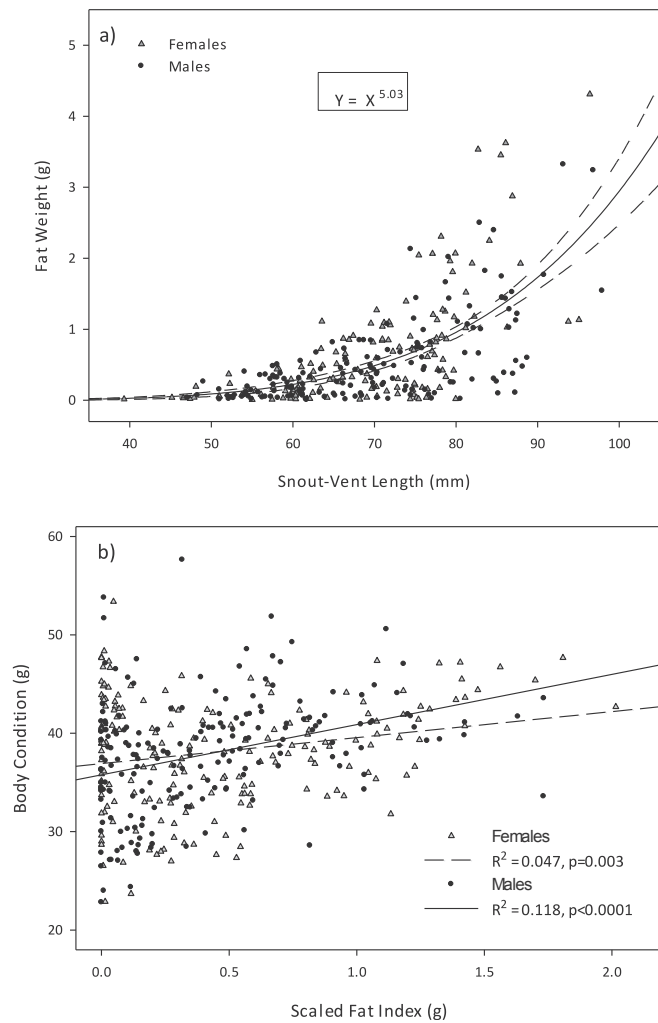 a)
Females
Males
Y = X^5.03
5
4
3
2
1
0
Fat Weight (g)
40 50 60 70 80 90 100
Snout-Vent Length (mm)
b)
60
50
40
30
20
Body Condition (g)
Females
R² = 0.047, p=0.003
Males
R² = 0.118, p<0.0001
0.0 0.5 1.0 1.5 2.0
Scaled Fat Index (g)